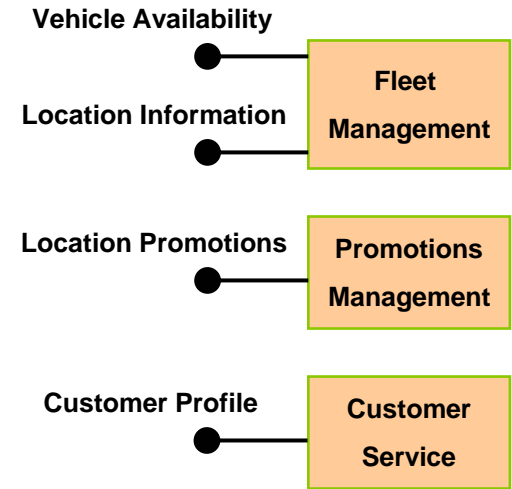 Vehicle Availability
Fleet
Management
Location Information
Location Promotions
Promotions
Management
Customer Profile
Customer
Service